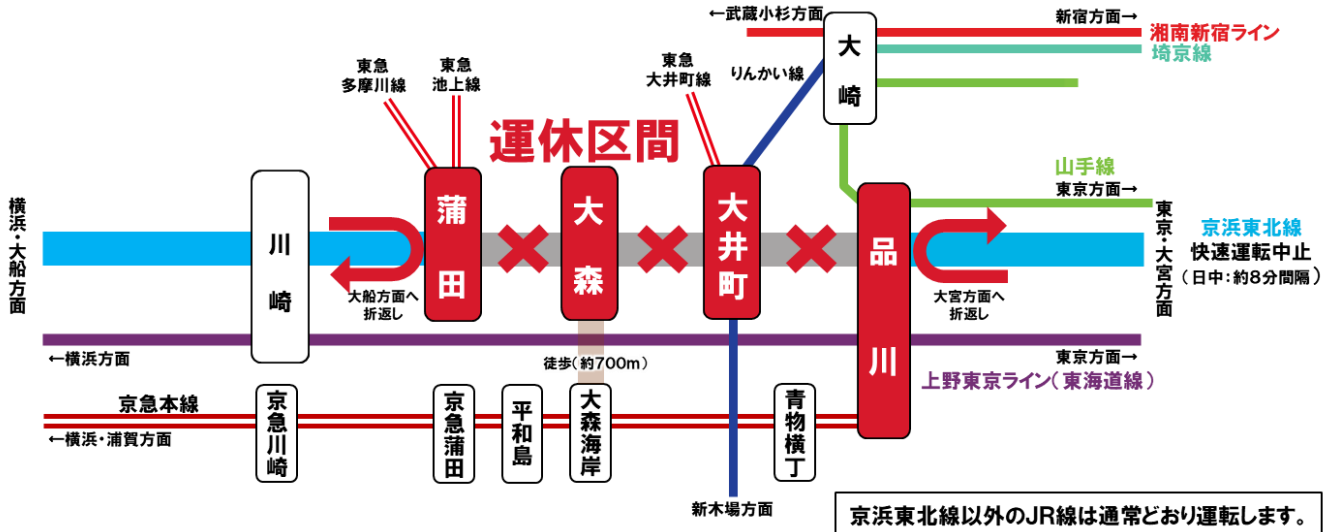 ←武蔵小杉方面
新宿方面→
湘南新宿ライン
埼京線
大崎
東急
多摩川線
東急
池上線
東急
大井町線
りんかい線
運休区間
山手線
東京方面→
横浜・大船方面
川崎
蒲田
大森
大井町
品川
東京・大宮方面
京浜東北線
快速運転中止
(日中:約8分間隔)
大船方面へ
折返し
大宮方面へ
折返し
←横浜方面
徒歩(約700m)
東京方面→
上野東京ライン(東海道線)
京急本線
←横浜・浦賀方面
京急川崎
京急蒲田
平和島
大森海岸
青物横丁
新木場方面
京浜東北線以外のJR線は通常どおり運転します。